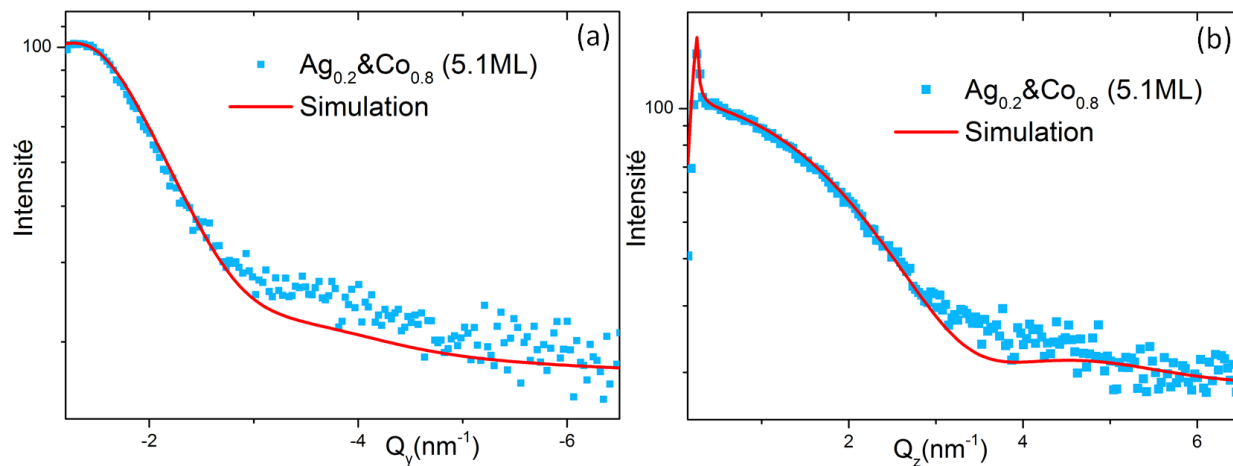 (a)
100
Ag0.2&Co0.8 (5.1ML)
Simulation
Intensité
-2
-4
-6
Qy(nm-1)
(b)
100
Ag0.2&Co0.8 (5.1ML)
Simulation
Intensité
2
4
6
Qz(nm-1)